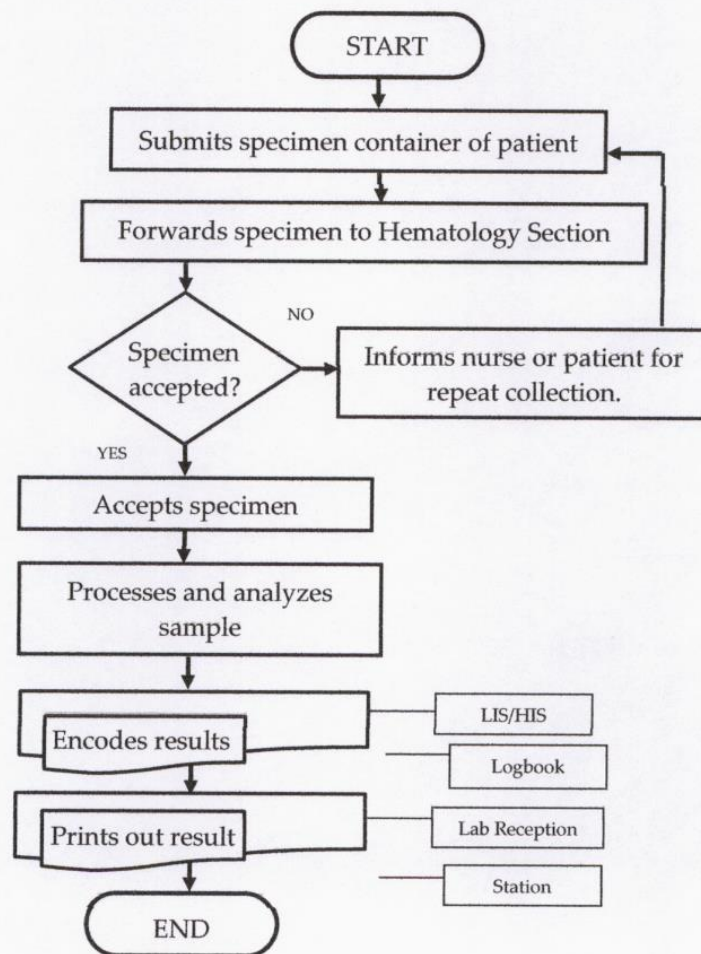 START
Submits specimen container of patient
Forwards specimen to Hematology Section
NO
Specimen
accepted?
Informs nurse or patient for
repeat collection.
YES
Accepts specimen
Processes and analyzes
sample
Encodes results
LIS/HIS
Logbook
Prints out result
Lab Reception
Station
END